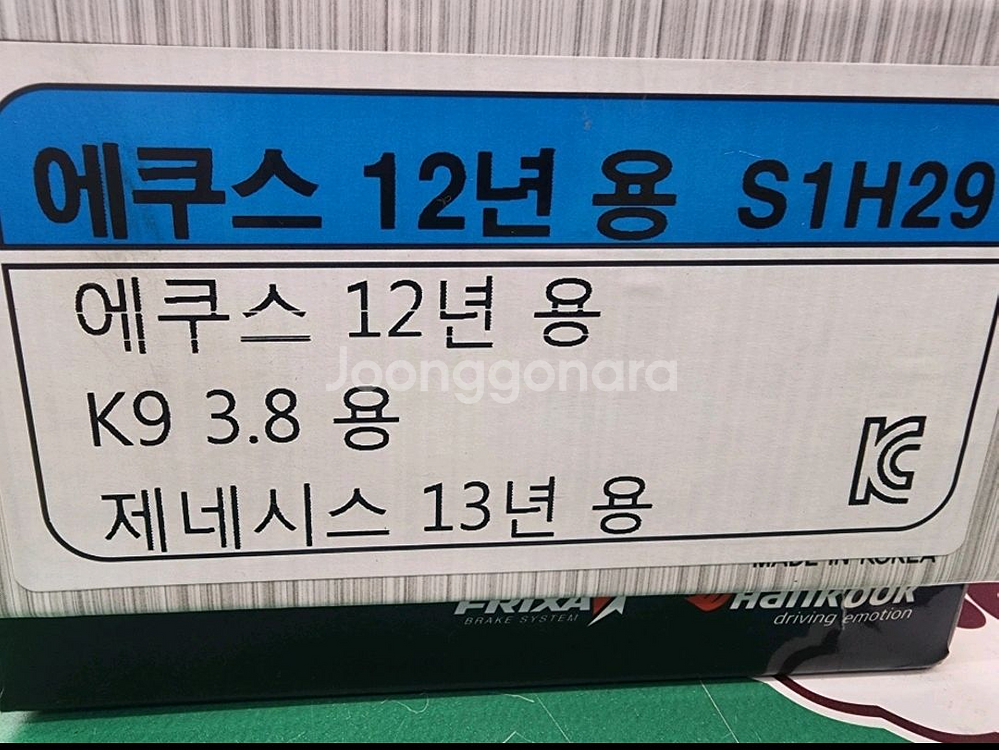 에쿠스 12년 용 S1H29
에쿠스 12년 용
Joonggonara
K9 3.8 용
제네시스 13년 용
MADE IN KOREA
FRIXA Hankook
BRAKE SYSTEM driving emotion